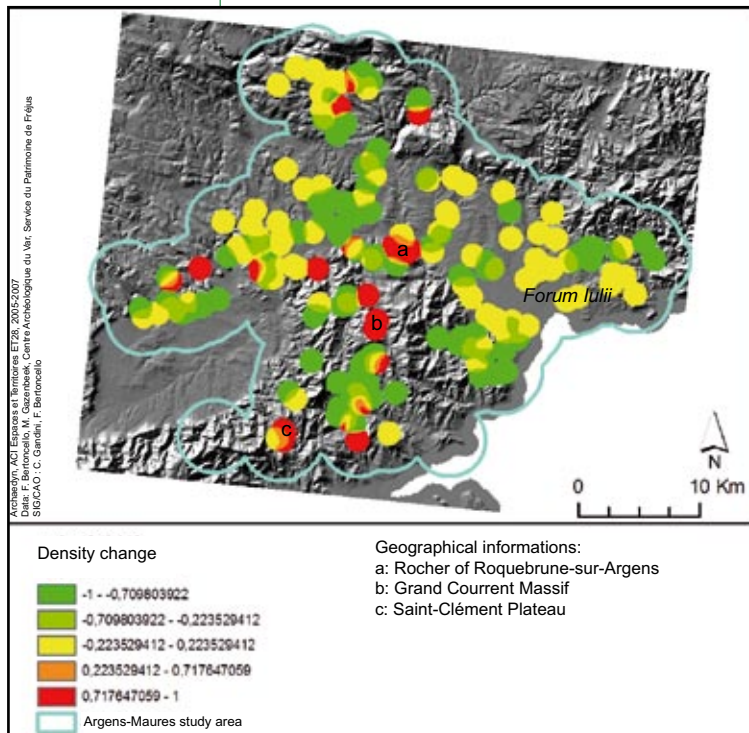 Archaedyn, ACI Espaces et Territoires ET28, 2005-2007
Data: F. Bertoncello, M. Gazenbeek, Centre Archéologique du Var, Service du Patrimoine de Fréjus
SIG/CAO : C. Gandini, F. Bertoncello
a
Forum Iulii
b
c
N
0 10 Km
Density change
-1 - -0,709803922
-0,709803922 - -0,223529412
-0,223529412 - 0,223529412
0,223529412 - 0,717647059
0,717647059 - 1
Argens-Maures study area
Geographical informations:
a: Rocher of Roquebrune-sur-Argens
b: Grand Courrent Massif
c: Saint-Clément Plateau